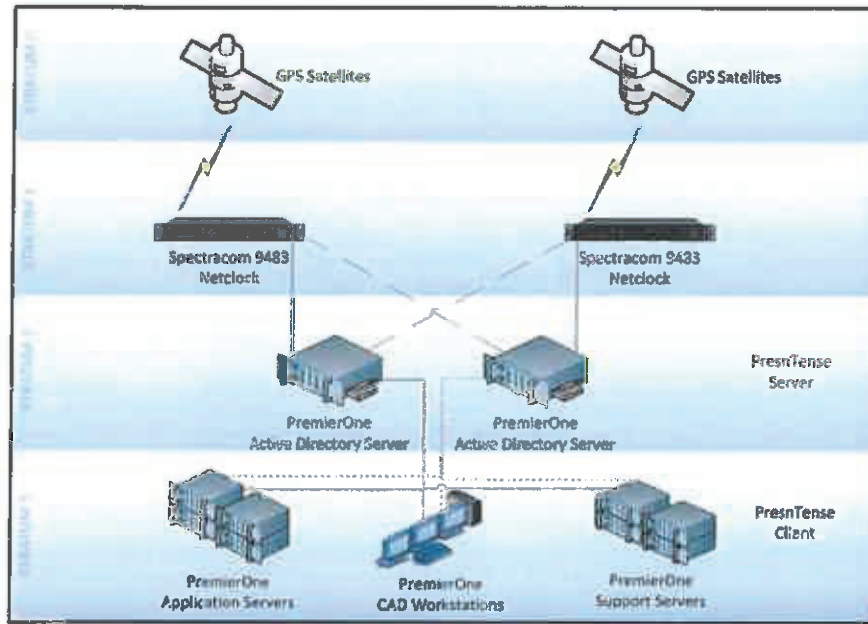 GPS Satellites
GPS Satellites
Spectracom 9483
Netclock
Spectracom 9483
Netclock
PresnTense
Server
PremierOne
Active Directory Server
PremierOne
Active Directory Server
PresnTense
Client
PremierOne
Application Servers
PremierOne
CAD Workstations
PremierOne
Support Servers